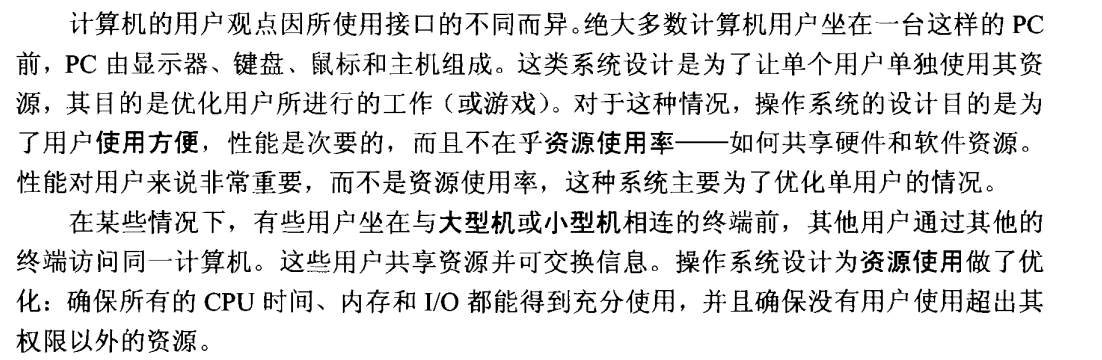 计算机的用户观点因所使用接口的不同而异。绝大多数计算机用户坐在一台这样的 PC
前，PC 由显示器、键盘、鼠标和主机组成。这类系统设计是为了让单个用户单独使用其资
源，其目的是优化用户所进行的工作（或游戏）。对于这种情况，操作系统的设计目的是为
了用户使用方便，性能是次要的，而且不在乎资源使用率——如何共享硬件和软件资源。
性能对用户来说非常重要，而不是资源使用率，这种系统主要为了优化单用户的情况。
在某些情况下，有些用户坐在与大型机或小型机相连的终端前，其他用户通过其他的
终端访问同一计算机。这些用户共享资源并可交换信息。操作系统设计为资源使用做了优
化：确保所有的 CPU 时间、内存和 I/O 都能得到充分使用，并且确保没有用户使用超出其
权限以外的资源。